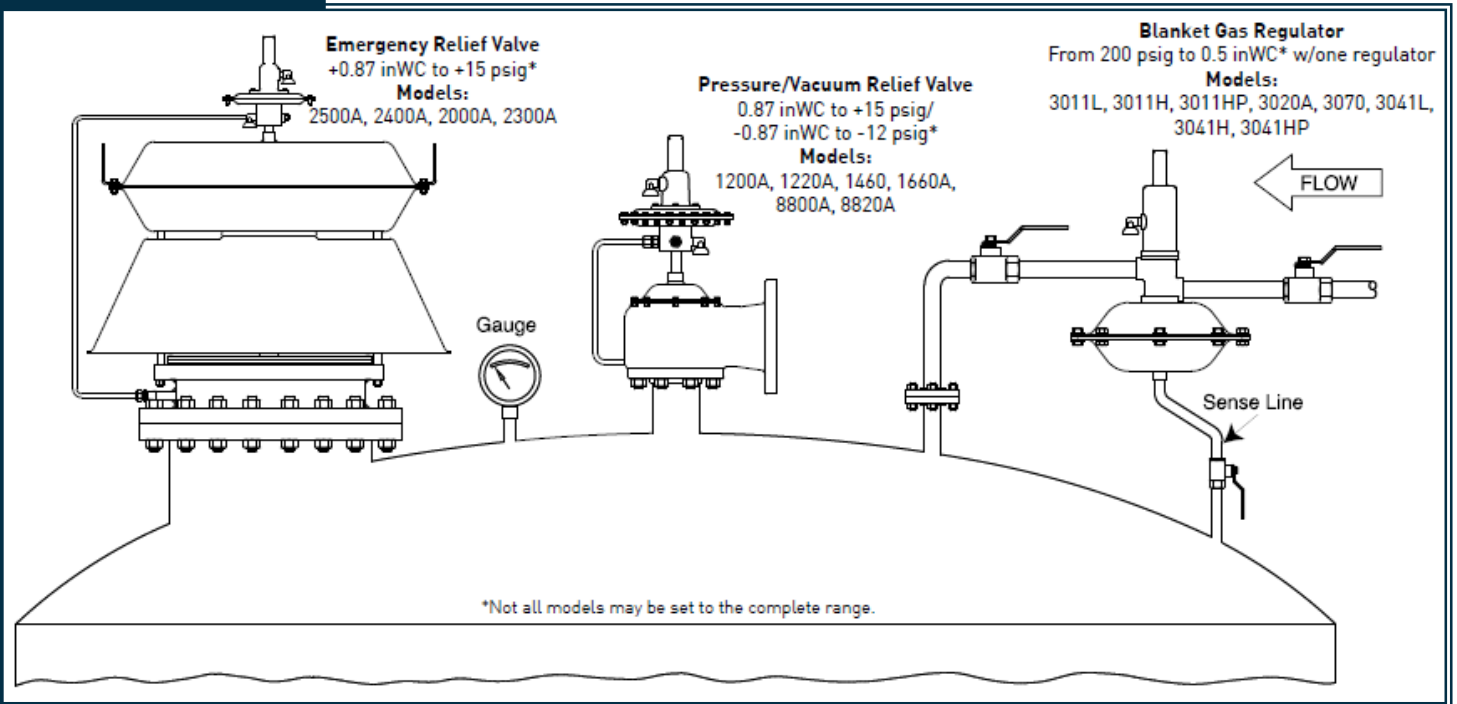 Emergency Relief Valve
+0.87 inWC to +15 psig*
Models:
2500A, 2400A, 2000A, 2300A
Pressure/Vacuum Relief Valve
0.87 inWC to +15 psig/
-0.87 inWC to -12 psig*
Models:
1200A, 1220A, 1460, 1660A,
8800A, 8820A
Blanket Gas Regulator
From 200 psig to 0.5 inWC* w/one regulator
Models:
3011L, 3011H, 3011HP, 3020A, 3070, 3041L,
3041H, 3041HP
FLOW
Gauge
Sense Line
*Not all models may be set to the complete range.